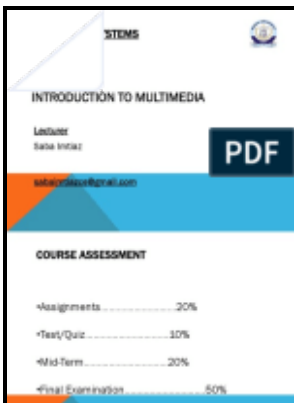 STEMS
INTRODUCTION TO MULTIMEDIA
Lecturer
Saba Imtiaz
PDF
COURSE ASSESSMENT
•Assignments.......................20%
•Test/Quiz.......................10%
•Mid-Term.......................20%
•Final Examination.......................50%